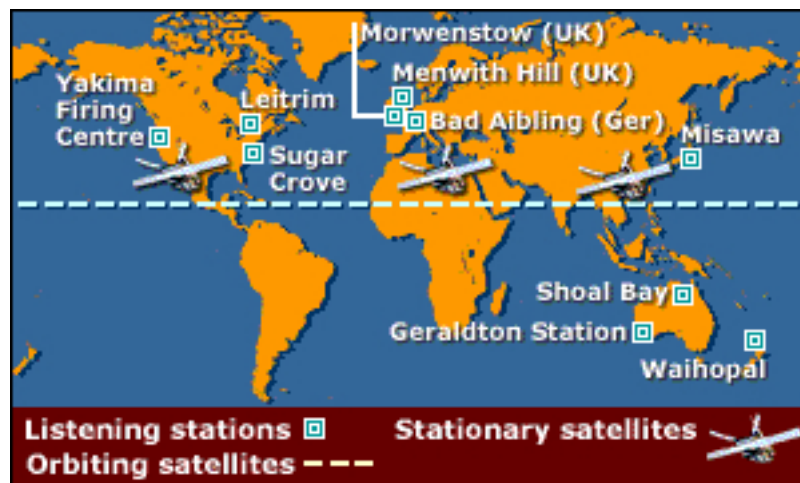 Morwenstow (UK)
Menwith Hill (UK)
Yakima
Firing
Centre
Leitrim
Bad Aibling (Ger)
Misawa
Sugar
Crove
Shoal Bay
Geraldton Station
Waihopal
Listening stations
Stationary satellites
Orbiting satellites